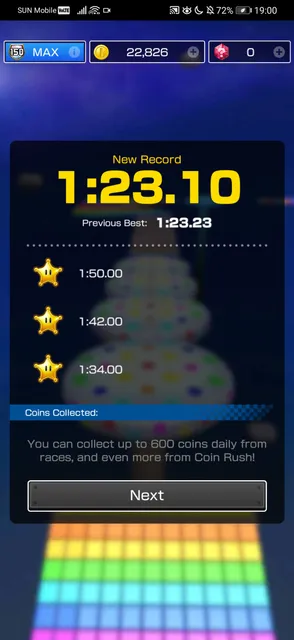 SUN Mobile VoLTE 72% 19:00
150 MAX i 22,826 + 0 +
New Record
1:23.10
Previous Best: 1:23.23
1:50.00
1:42.00
1:34.00
Coins Collected:
You can collect up to 600 coins daily from
races, and even more from Coin Rush!
Next